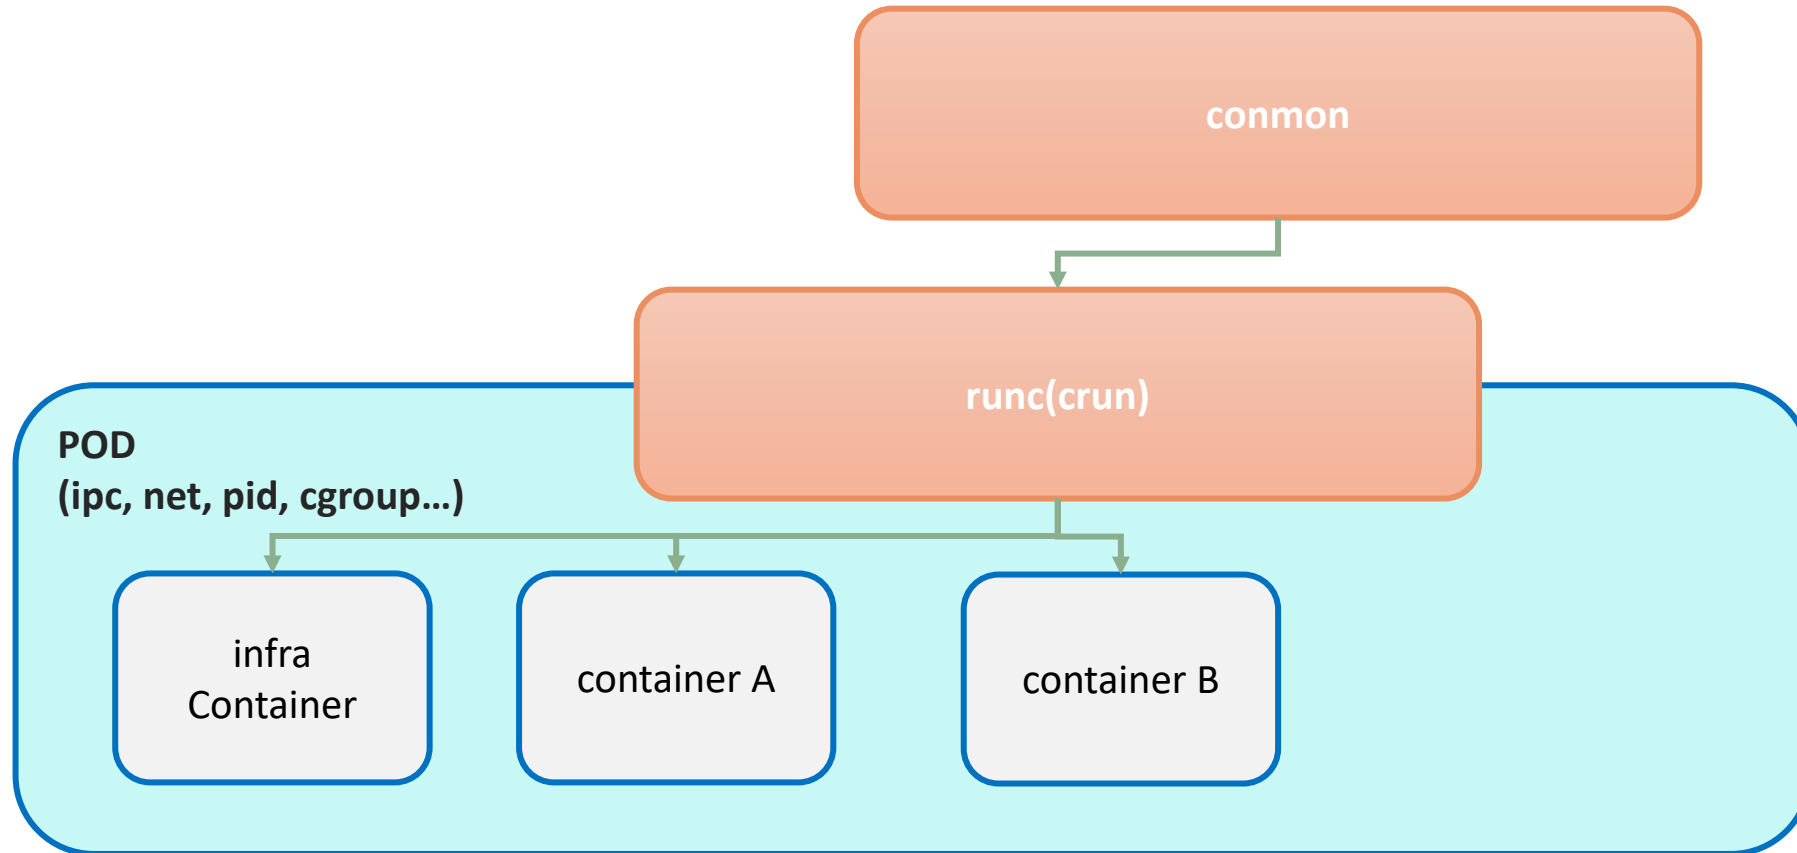 conmon
runc(crun)
POD
(ipc, net, pid, cgroup…)
infra
Container
container A
container B